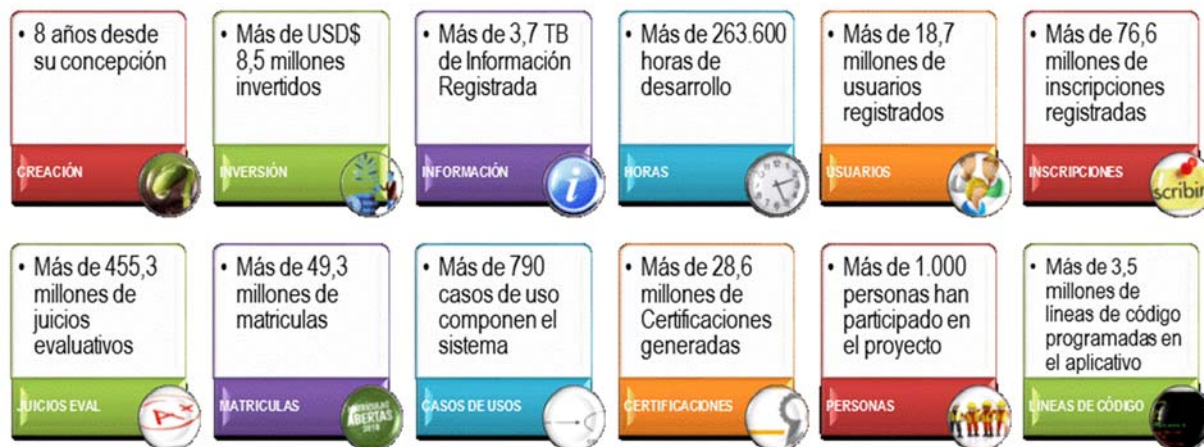 • 8 años desde
su concepción
CREACIÓN
• Más de USD$
8,5 millones
invertidos
INVERSIÓN
• Más de 3,7 TB
de Información
Registrada
INFORMACIÓN
i
• Más de 263.600
horas de
desarrollo
HORAS
• Más de 18,7
millones de
usuarios
registrados
USUARIOS
• Más de 76,6
millones de
inscripciones
registradas
INSCRIPCIONES
scribir
• Más de 455,3
millones de
juicios
evaluativos
JUICIOS EVAL
A+
• Más de 49,3
millones de
matriculas
MATRICULAS
ABERTAS
• Más de 790
casos de uso
componen el
sistema
CASOS DE USOS
• Más de 28,6
millones de
Certificaciones
generadas
CERTIFICACIONES
• Más de 1.000
personas han
participado en
el proyecto
PERSONAS
• Más de 3,5
millones de
líneas de código
programadas en
el aplicativo
LÍNEAS DE CÓDIGO